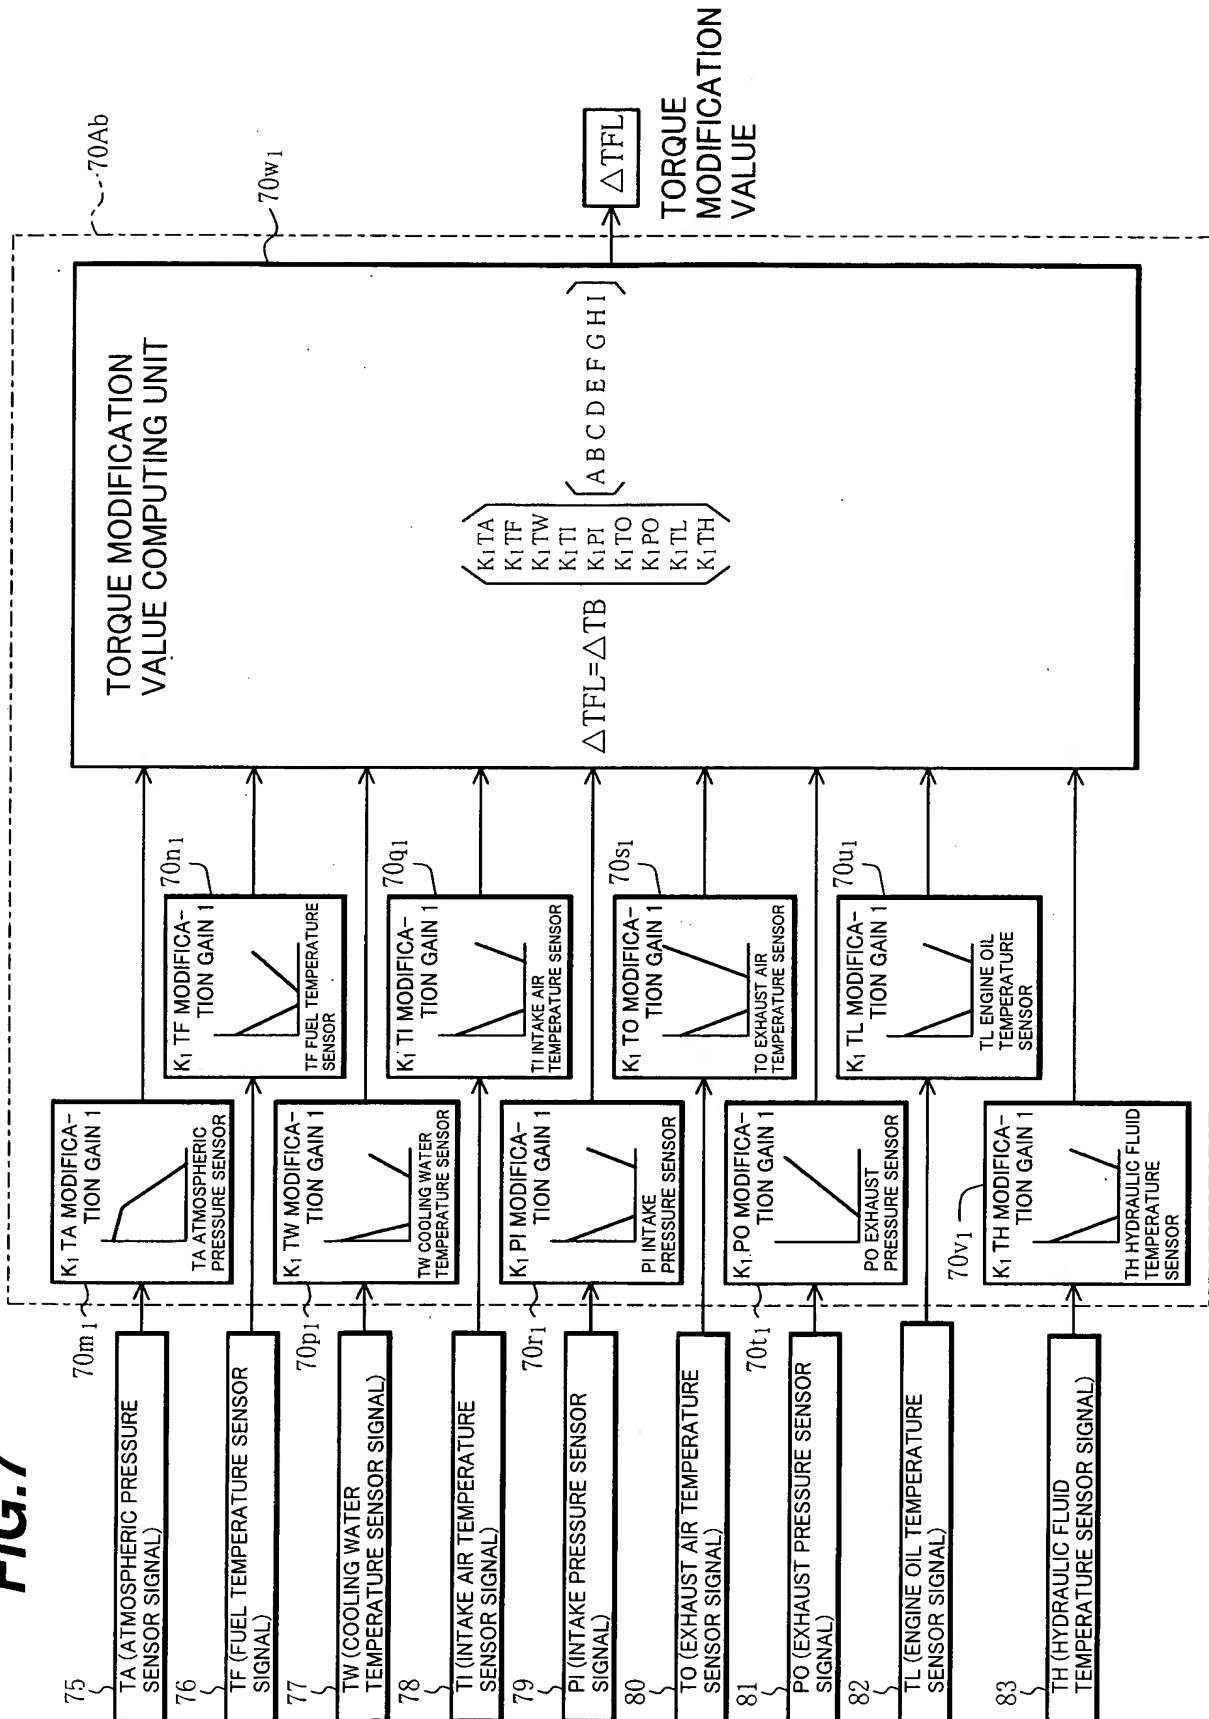 FIG.7
75
TA (ATMOSPHERIC PRESSURE
SENSOR SIGNAL)
76
TF (FUEL TEMPERATURE SENSOR
SIGNAL)
77
TW (COOLING WATER
TEMPERATURE SENSOR SIGNAL)
78
TI (INTAKE AIR TEMPERATURE
SENSOR SIGNAL)
79
PI (INTAKE PRESSURE SENSOR
SIGNAL)
80
TO (EXHAUST AIR TEMPERATURE
SENSOR SIGNAL)
81
PO (EXHAUST PRESSURE SENSOR
SIGNAL)
82
TL (ENGINE OIL TEMPERATURE
SENSOR SIGNAL)
83
TH (HYDRAULIC FLUID
TEMPERATURE SENSOR SIGNAL)
70m1
K1 TA MODIFICA-
TION GAIN 1
TA ATMOSPHERIC
PRESSURE SENSOR
70n1
K1 TF MODIFICA-
TION GAIN 1
TF FUEL TEMPERATURE
SENSOR
70p1
K1 TW MODIFICA-
TION GAIN 1
TW COOLING WATER
TEMPERATURE SENSOR
70q1
K1 TI MODIFICA-
TION GAIN 1
TI INTAKE AIR
TEMPERATURE SENSOR
70r1
K1 PI MODIFICA-
TION GAIN 1
PI INTAKE
PRESSURE SENSOR
70s1
K1 TO MODIFICA-
TION GAIN 1
TO EXHAUST AIR
TEMPERATURE SENSOR
70t1
K1 PO MODIFICA-
TION GAIN 1
PO EXHAUST
PRESSURE SENSOR
70u1
K1 TL MODIFICA-
TION GAIN 1
TL ENGINE OIL
TEMPERATURE
SENSOR
70v1
K1 TH MODIFICA-
TION GAIN 1
TH HYDRAULIC FLUID
TEMPERATURE
SENSOR
70Ab
70w1
TORQUE MODIFICATION
VALUE COMPUTING UNIT
△TFL=△TB
K1TA
K1TF
K1TW
K1TI
K1PI
K1TO
K1PO
K1TL
K1TH
A B C D E F G H I
△TFL
TORQUE
MODIFICATION
VALUE